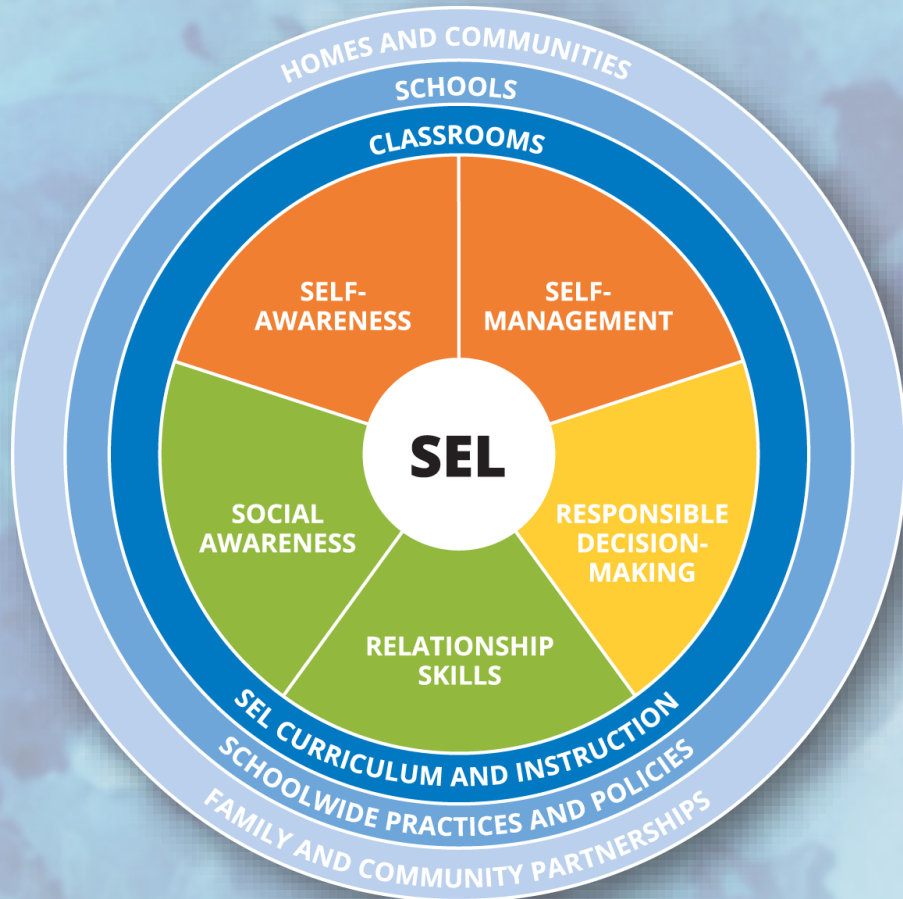 HOMES AND COMMUNITIES
SCHOOLS
CLASSROOMS
SELF-
AWARENESS
SELF-
MANAGEMENT
SEL
SOCIAL
AWARENESS
RESPONSIBLE
DECISION-
MAKING
RELATIONSHIP
SKILLS
SEL CURRICULUM AND INSTRUCTION
SCHOOLWIDE PRACTICES AND POLICIES
FAMILY AND COMMUNITY PARTNERSHIPS